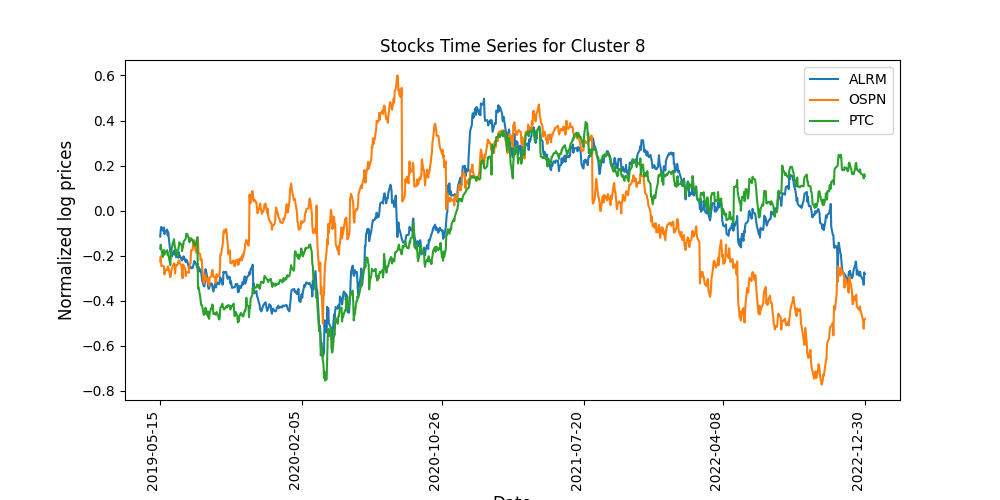 Stocks Time Series for Cluster 8
Normalized log prices
0.6
0.4
0.2
0.0
−0.2
−0.4
−0.6
−0.8
ALRM
OSPN
PTC
2019-05-15
2020-02-05
2020-10-26
2021-07-20
2022-04-08
2022-12-30
Date